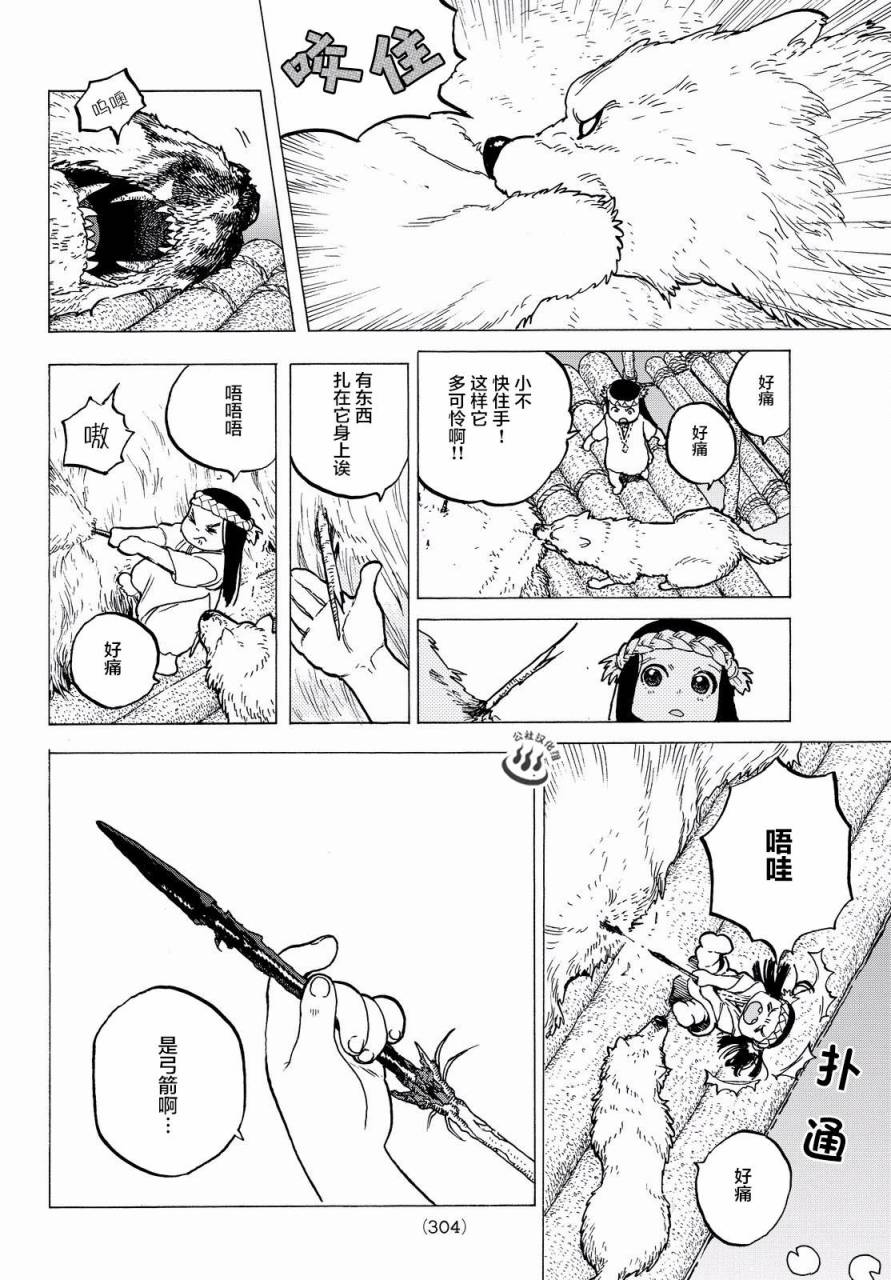 咬住
呜噢
好痛
好痛
小不
快住手！
这样它
多可怜啊!!
有东西
扎在它身上诶
唔唔唔
嗷
好痛
公社汉化组
唔哇
扑通
好痛
是弓箭啊…
(304)